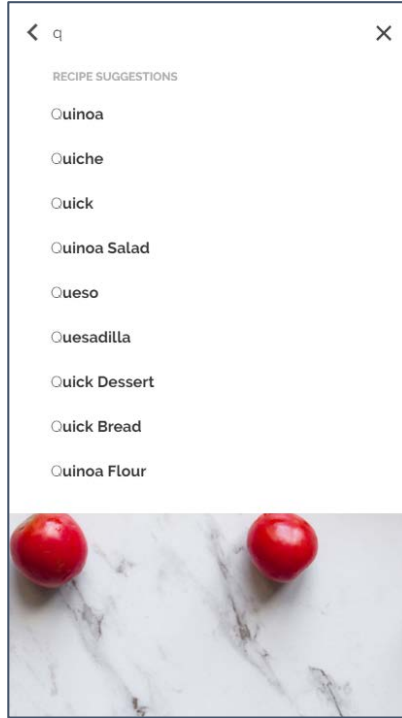 q
RECIPE SUGGESTIONS
Quinoa
Quiche
Quick
Quinoa Salad
Queso
Quesadilla
Quick Dessert
Quick Bread
Quinoa Flour